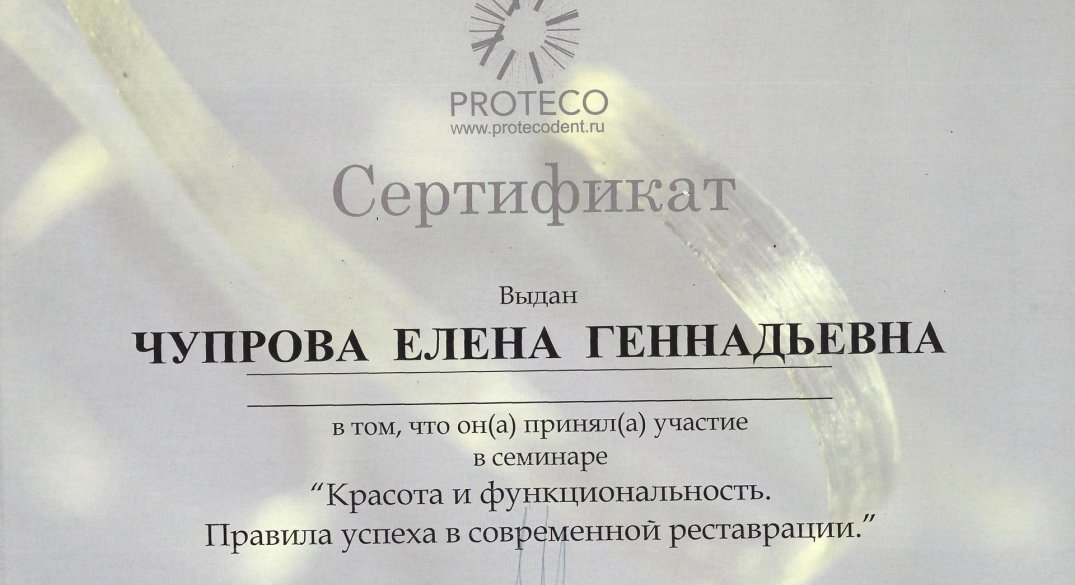 PROTECO
www.protecodent.ru
Сертификат
Выдан
ЧУПРОВА ЕЛЕНА ГЕННАДЬЕВНА
в том, что он(а) принял(а) участие
в семинаре
“Красота и функциональность.
Правила успеха в современной реставрации.”